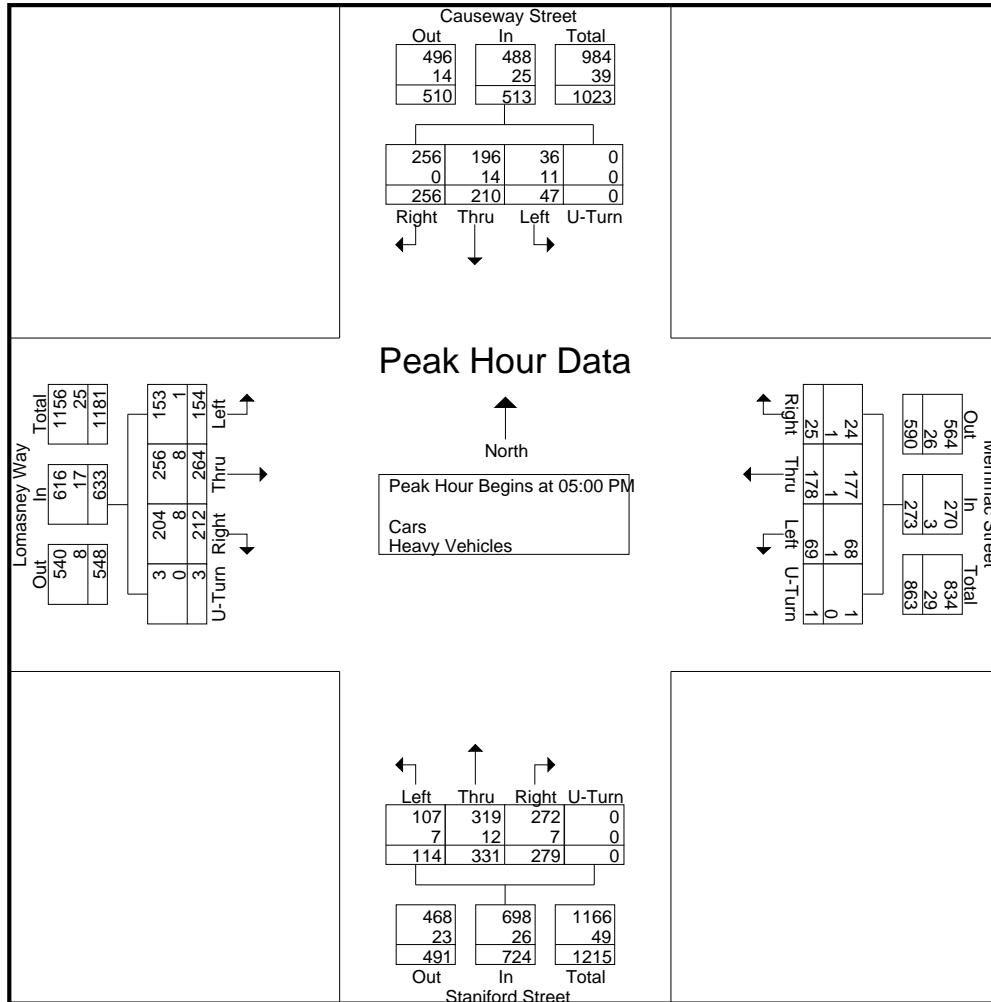 Causeway Street
Out In Total
496 488 984
14 25 39
510 513 1023
256 196 36 0
0 14 11 0
256 210 47 0
Right Thru Left U-Turn
Peak Hour Data
North
Peak Hour Begins at 05:00 PM
Cars
Heavy Vehicles
Lomasney Way
Total In Out
1156 616 540
25 17 8
1181 633 548
153 256 204 3
1 8 8 0
154 264 212 3
Left Thru Right U-Turn
Merrimac Street
Out In Total
564 270 834
26 3 29
590 273 863
24 177 68 1
1 1 1 0
25 178 69 1
Right Thru Left U-Turn
Left Thru Right U-Turn
107 319 272 0
7 12 7 0
114 331 279 0
468 698 1166
23 26 49
491 724 1215
Out In Total
Staniford Street